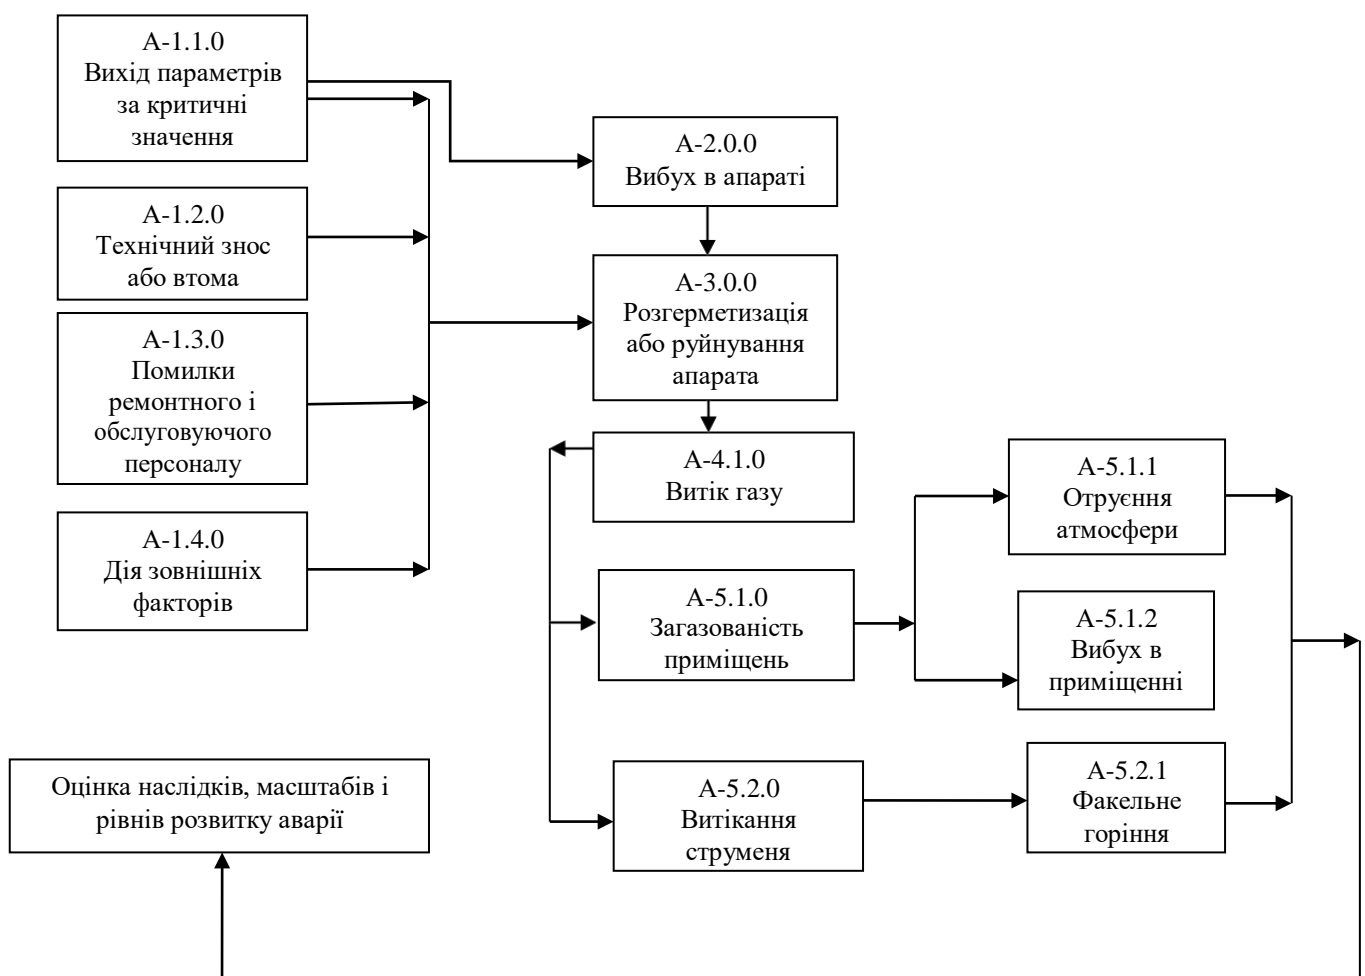 А-1.1.0
Вихід параметрів
за критичні
значення
А-2.0.0
Вибух в апараті
А-1.2.0
Технічний знос
або втома
А-3.0.0
Розгерметизація
або руйнування
апарата
А-1.3.0
Помилки
ремонтного і
обслуговуючого
персоналу
А-4.1.0
Витік газу
А-5.1.1
Отруєння
атмосфери
А-1.4.0
Дія зовнішніх
факторів
А-5.1.0
Загазованість
приміщень
А-5.1.2
Вибух в
приміщенні
Оцінка наслідків, масштабів і
рівнів розвитку аварії
А-5.2.0
Витікання
струменя
А-5.2.1
Факельне
горіння